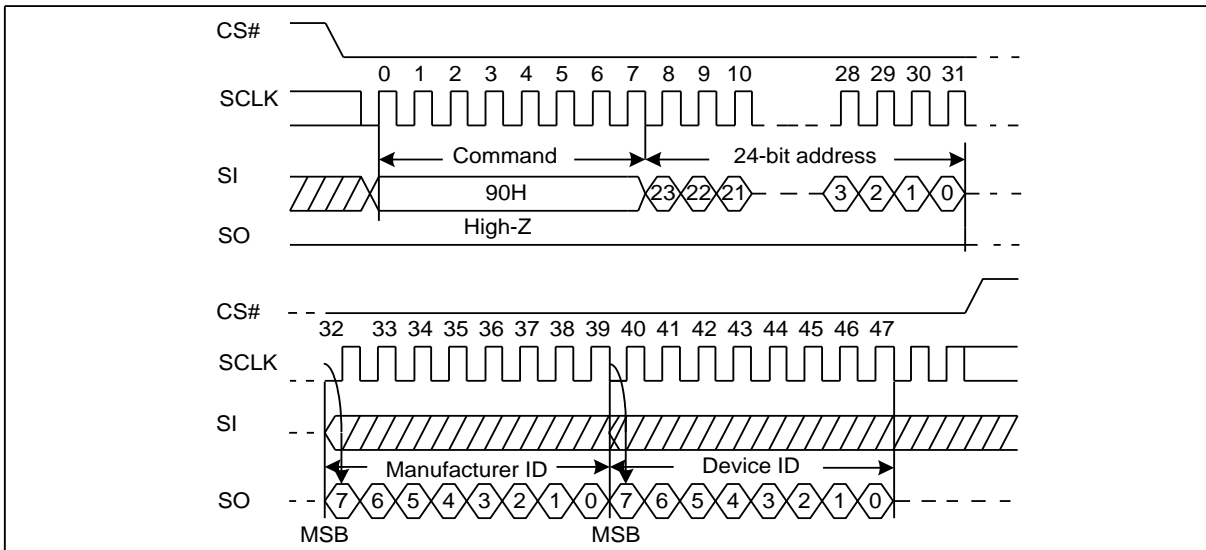 CS#
0 1 2 3 4 5 6 7 8 9 10 28 29 30 31
SCLK
Command 24-bit address
SI
90H 23 22 21 3 2 1 0
High-Z
SO
CS#
32 33 34 35 36 37 38 39 40 41 42 43 44 45 46 47
SCLK
SI
Manufacturer ID Device ID
SO 7 6 5 4 3 2 1 0 7 6 5 4 3 2 1 0
MSB MSB